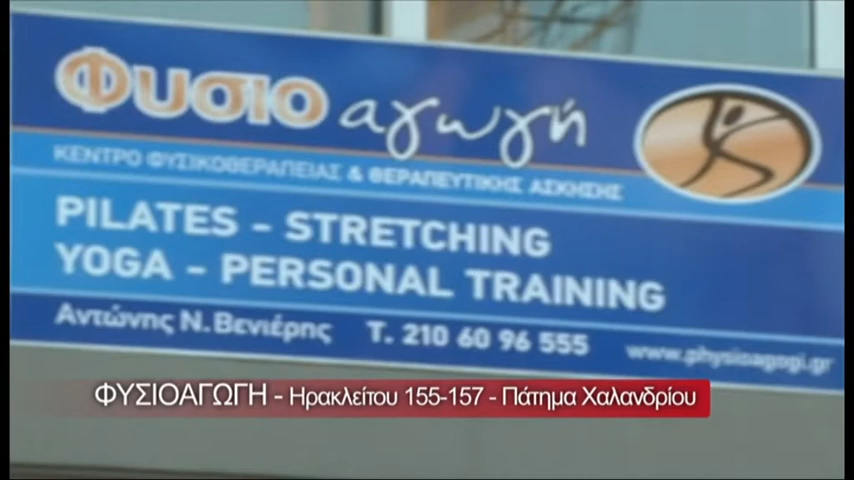 Φυσιο αγωγή
ΚΕΝΤΡΟ ΦΥΣΙΚΟΘΕΡΑΠΕΙΑΣ & ΘΕΡΑΠΕΥΤΙΚΗΣ ΑΣΚΗΣΗΣ
PILATES - STRETCHING
YOGA - PERSONAL TRAINING
Αντώνης Ν. Βενιέρης Τ. 210 60 96 555 www.physioagogi.gr
ΦΥΣΙΟΑΓΩΓΗ - Ηρακλείτου 155-157 - Πάτημα Χαλανδρίου